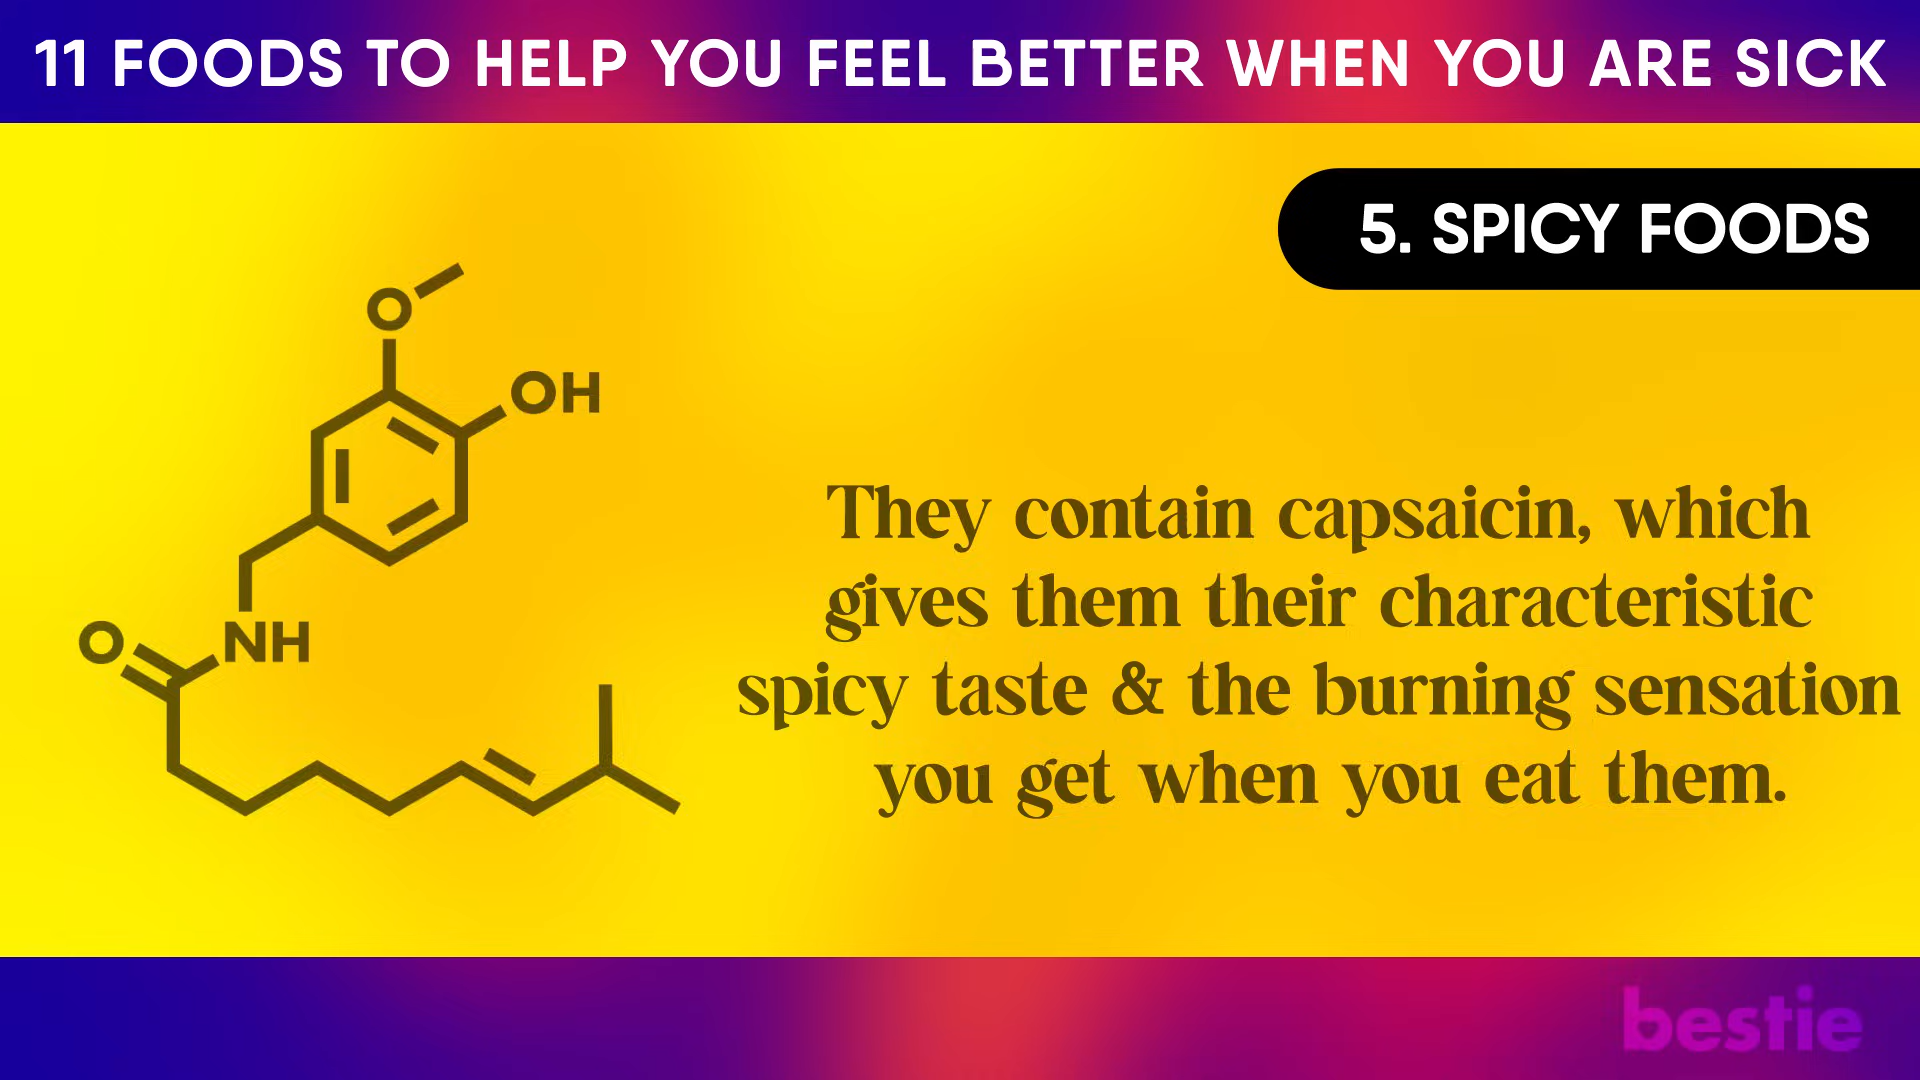 11 FOODS TO HELP YOU FEEL BETTER WHEN YOU ARE SICK
5. SPICY FOODS
O
OH
They contain capsaicin, which
gives them their characteristic
spicy taste & the burning sensation
you get when you eat them.
O
NH
bestie